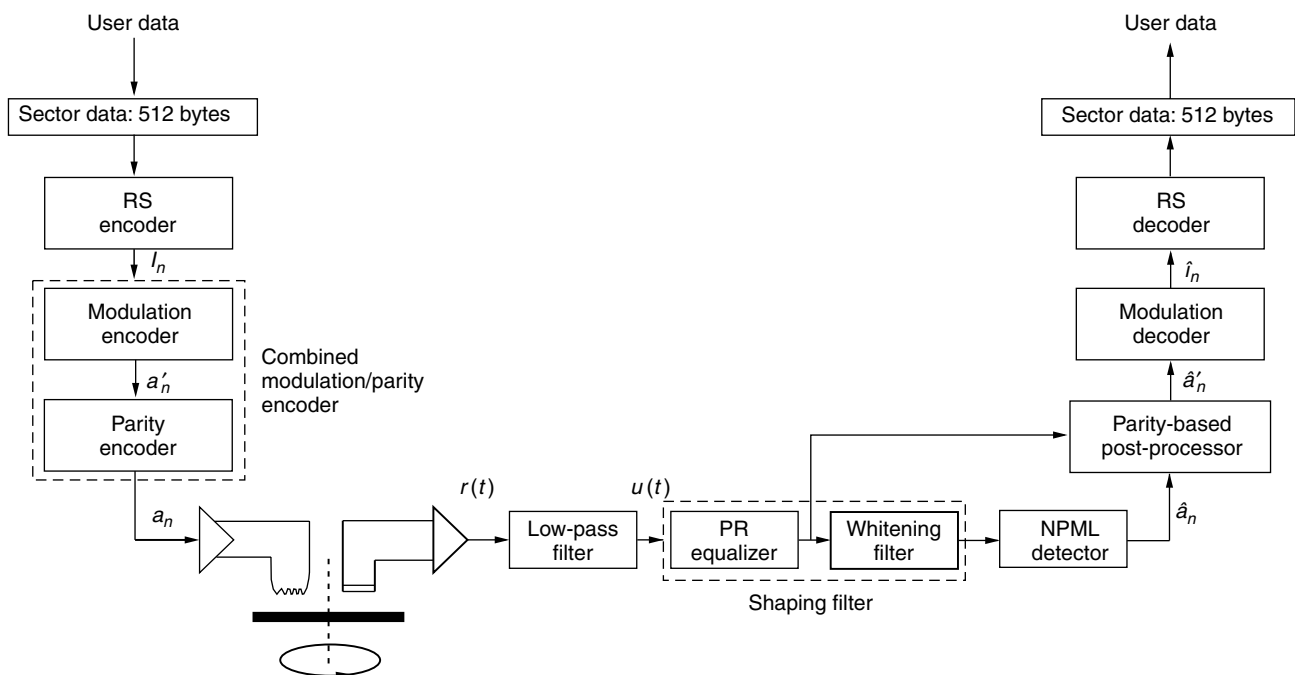 User data
Sector data: 512 bytes
RS
encoder
I_n
Modulation
encoder
a′_n
Parity
encoder
Combined
modulation/parity
encoder
a_n
r(t)
Low-pass
filter
u(t)
PR
equalizer
Whitening
filter
Shaping filter
NPML
detector
â_n
Parity-based
post-processor
â′_n
Modulation
decoder
î_n
RS
decoder
Sector data: 512 bytes
User data